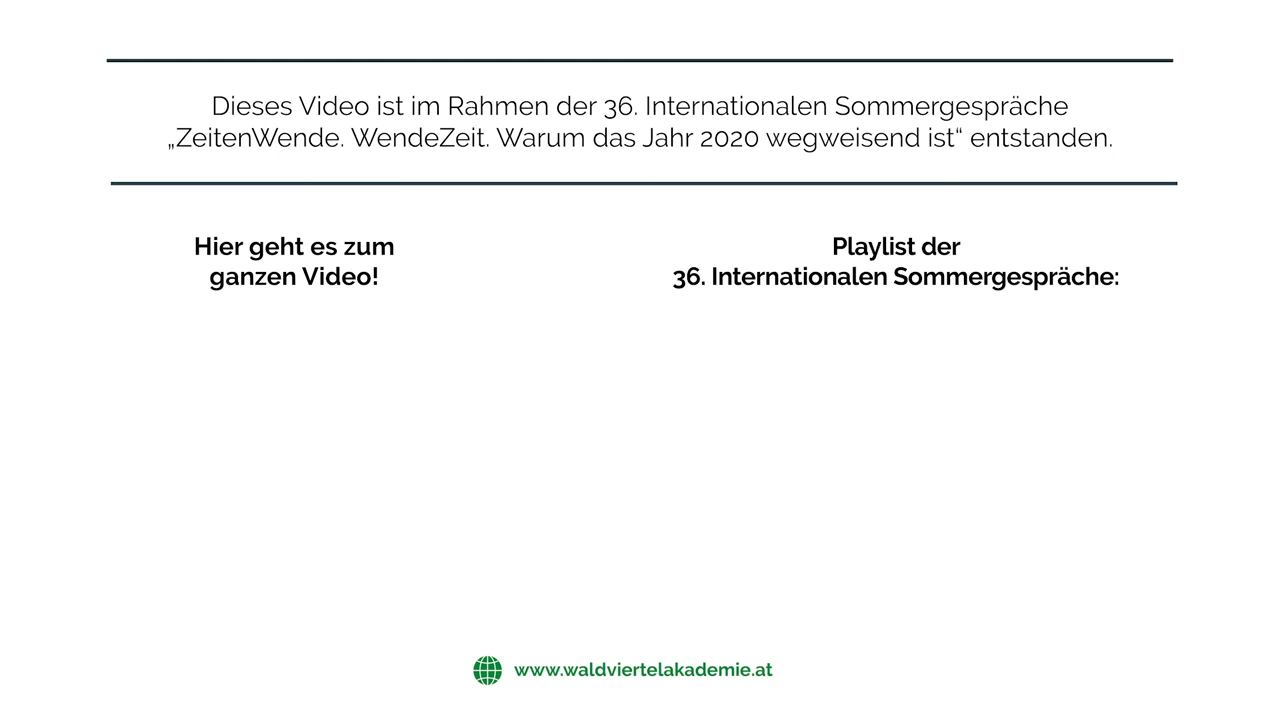 Dieses Video ist im Rahmen der 36. Internationalen Sommergespräche
„ZeitenWende. WendeZeit. Warum das Jahr 2020 wegweisend ist“ entstanden.
Hier geht es zum
ganzen Video!
Playlist der
36. Internationalen Sommergespräche:
www.waldviertelakademie.at